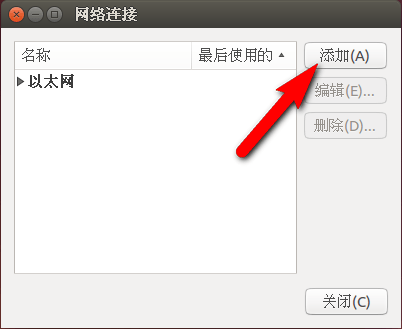 网络连接
名称 最后使用的 添加(A)
以太网
编辑(E)...
删除(D)...
关闭(C)